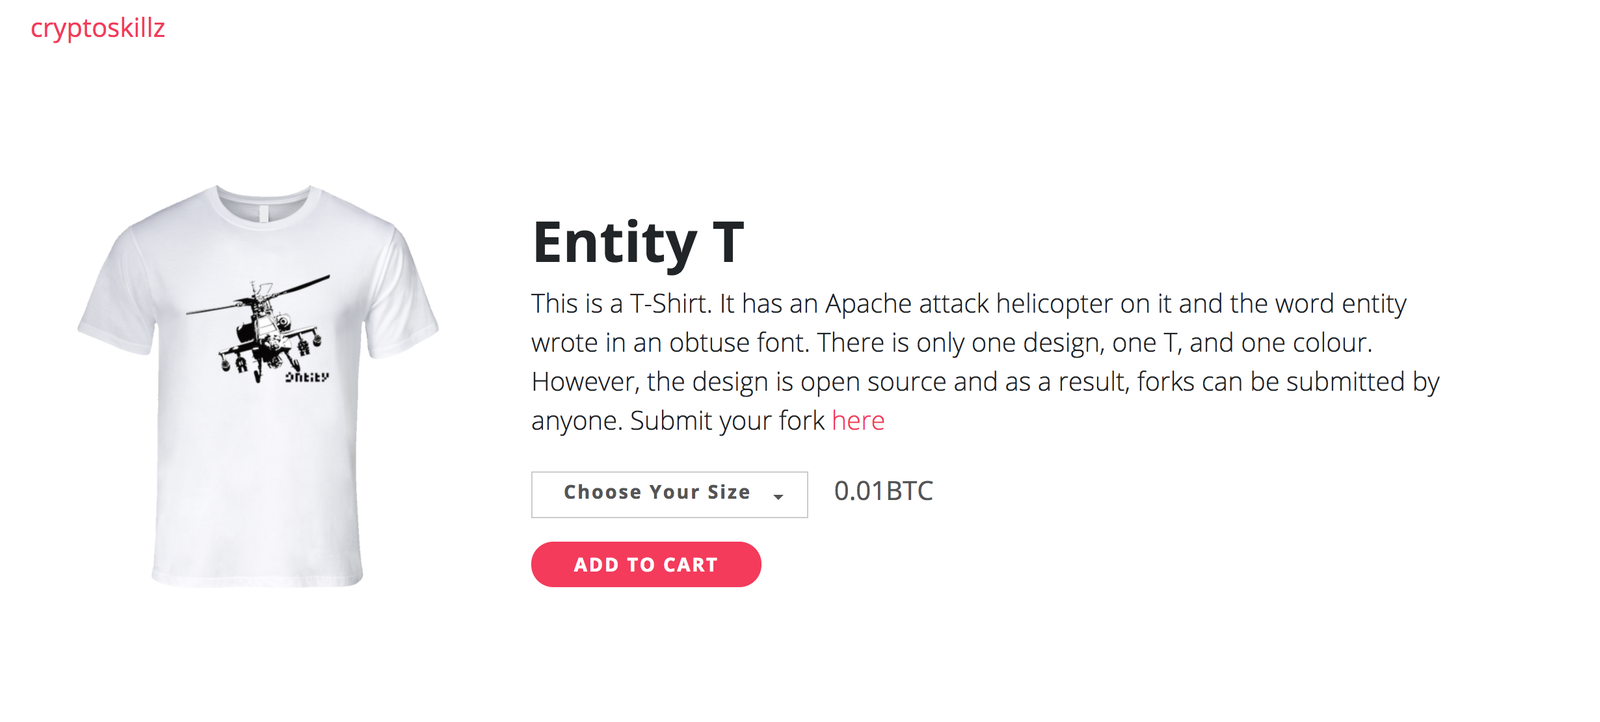 cryptoskillz
Entity T
This is a T-Shirt. It has an Apache attack helicopter on it and the word entity
wrote in an obtuse font. There is only one design, one T, and one colour.
However, the design is open source and as a result, forks can be submitted by
anyone. Submit your fork here
entity
Choose Your Size
0.01BTC
ADD TO CART